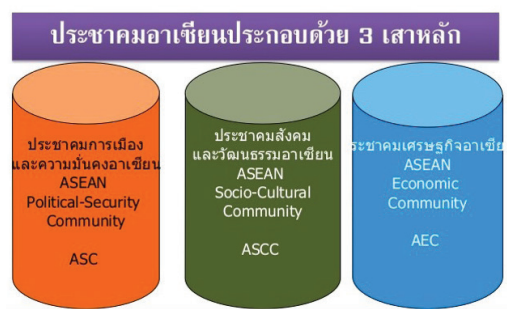 ประชาคมอาเซียนประกอบด้วย 3 เสาหลัก
ประชาคมการเมือง
และความมั่นคงอาเซียน
ASEAN
Political-Security
Community
ASC
ประชาคมสังคม
และวัฒนธรรมอาเซียน
ASEAN
Socio-Cultural
Community
ASCC
ระชาคมเศรษฐกิจอาเซีย
ASEAN
Economic
Community
AEC